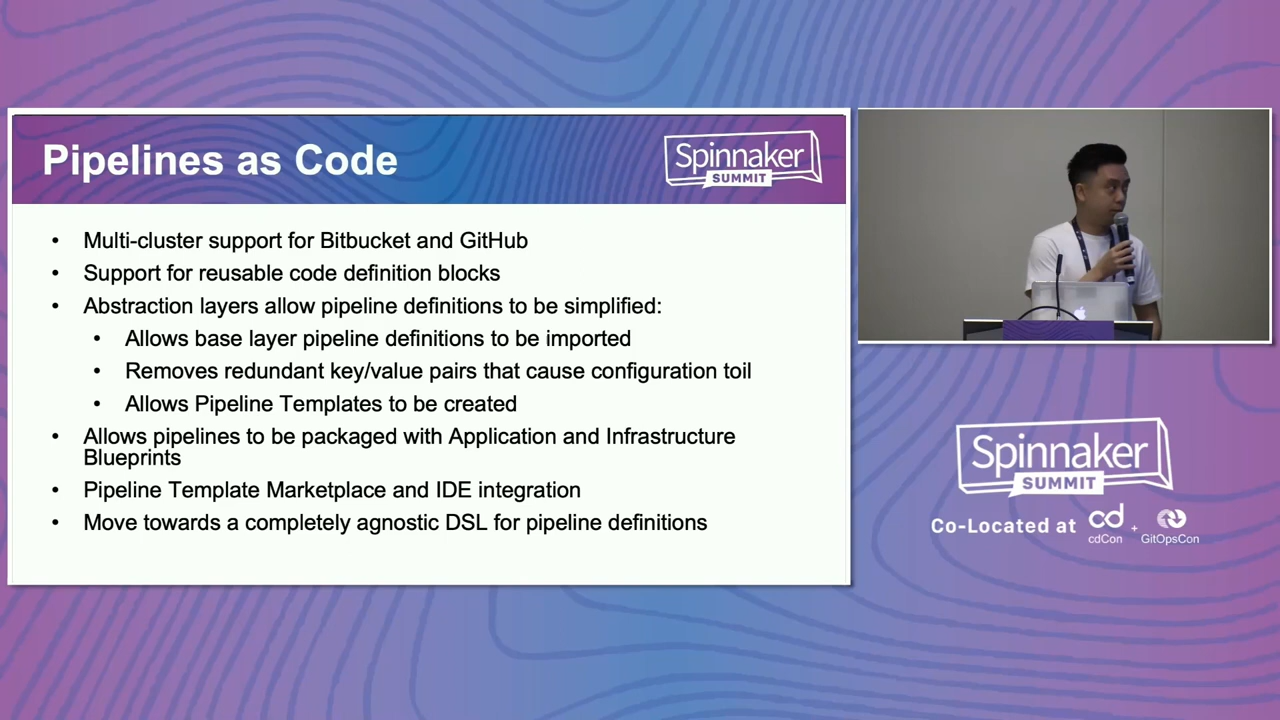 Pipelines as Code
Spinnaker
SUMMIT
• Multi-cluster support for Bitbucket and GitHub
• Support for reusable code definition blocks
• Abstraction layers allow pipeline definitions to be simplified:
• Allows base layer pipeline definitions to be imported
• Removes redundant key/value pairs that cause configuration toil
• Allows Pipeline Templates to be created
• Allows pipelines to be packaged with Application and Infrastructure
Blueprints
• Pipeline Template Marketplace and IDE integration
• Move towards a completely agnostic DSL for pipeline definitions
Spinnaker
SUMMIT
Co-Located at cd + 
cdCon GitOpsCon